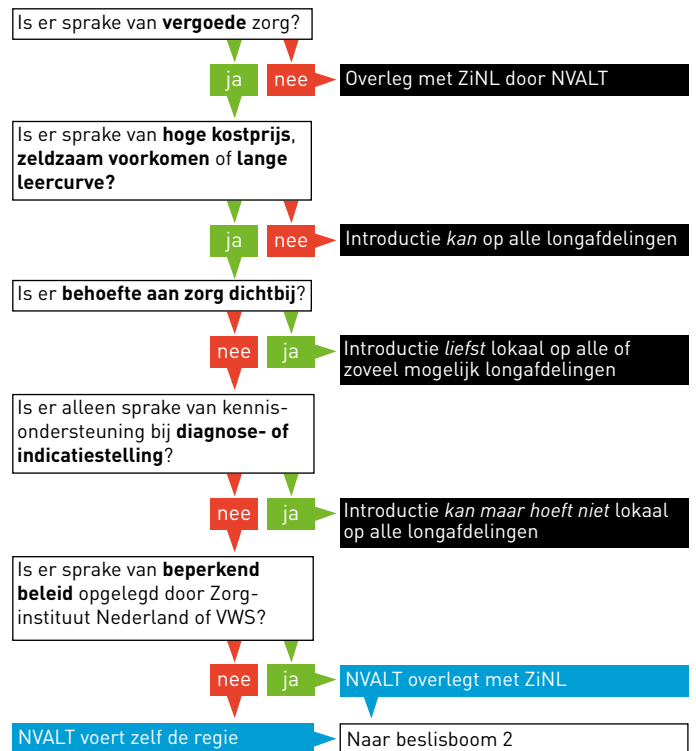 Is er sprake van vergoede zorg?
ja
nee
Overleg met ZiNL door NVALT
Is er sprake van hoge kostprijs,
zeldzaam voorkomen of lange
leercurve?
ja
nee
Introductie kan op alle longafdelingen
Is er behoefte aan zorg dichtbij?
nee
ja
Introductie liefst lokaal op alle of
zoveel mogelijk longafdelingen
Is er alleen sprake van kennis-
ondersteuning bij diagnose- of
indicatiestelling?
nee
ja
Introductie kan maar hoeft niet lokaal
op alle longafdelingen
Is er sprake van beperkend
beleid opgelegd door Zorg-
instituut Nederland of VWS?
nee
ja
NVALT overlegt met ZiNL
NVALT voert zelf de regie
Naar beslisboom 2